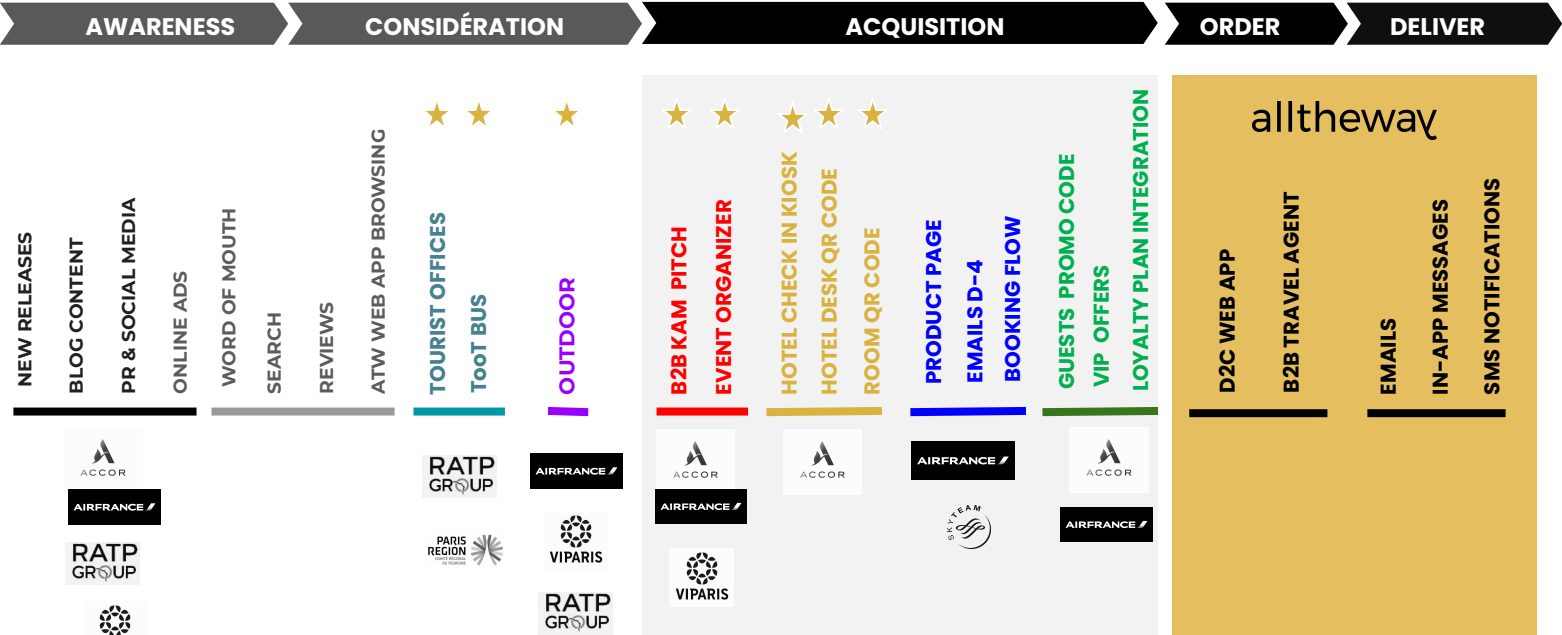 AWARENESS
CONSIDÉRATION
ACQUISITION
ORDER
DELIVER
alltheway
NEW RELEASES
BLOG CONTENT
PR & SOCIAL MEDIA
ONLINE ADS
WORD OF MOUTH
SEARCH
REVIEWS
ATW WEB APP BROWSING
TOURIST OFFICES
TooT BUS
OUTDOOR
B2B KAM PITCH
EVENT ORGANIZER
HOTEL CHECK IN KIOSK
HOTEL DESK QR CODE
ROOM QR CODE
PRODUCT PAGE
EMAILS D-4
BOOKING FLOW
GUESTS PROMO CODE
VIP OFFERS
LOYALTY PLAN INTEGRATION
D2C WEB APP
B2B TRAVEL AGENT
EMAILS
IN-APP MESSAGES
SMS NOTIFICATIONS
ACCOR
AIRFRANCE
RATP
GROUP
RATP
GROUP
PARIS
REGION
COMITÉ RÉGIONAL
DU TOURISME
AIRFRANCE
VIPARIS
RATP
GROUP
ACCOR
AIRFRANCE
VIPARIS
ACCOR
AIRFRANCE
SKYTEAM
ACCOR
AIRFRANCE